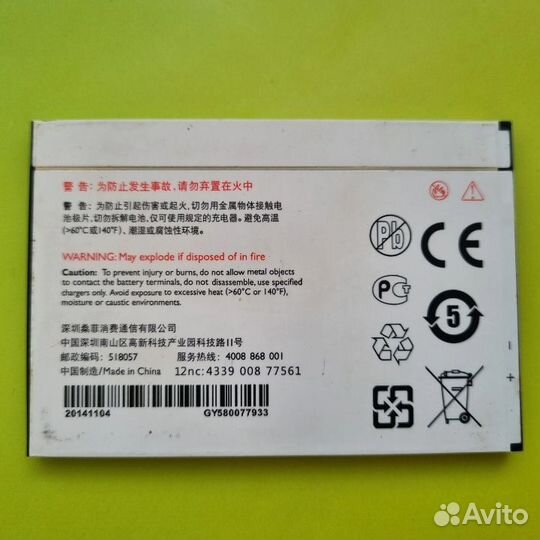 警 告: 为防止发生事故, 请勿弃置在火中
警 告: 为防止引起伤害或起火, 切勿用金属物体接触电
池极片, 切勿拆解电池, 仅可使用规定的充电器。避免高温
(>60°C或140°F)、潮湿或腐蚀性环境。
WARNING: May explode if disposed of in fire
Caution: To prevent injury or burns, do not allow metal objects
to contact the battery terminals, do not disassemble, use specified
chargers only. Avoid exposure to excessive heat (>60°C or 140°F),
moisture or caustic environments.
深圳桑菲消费通信有限公司
中国深圳南山区高新科技产业园科技路11号
邮政编码: 518057 服务热线: 4008 868 001
中国制造/Made in China 12nc:4339 008 77561
20141104 GY580077933
Pb
CE
PCT
5
- +
Avito